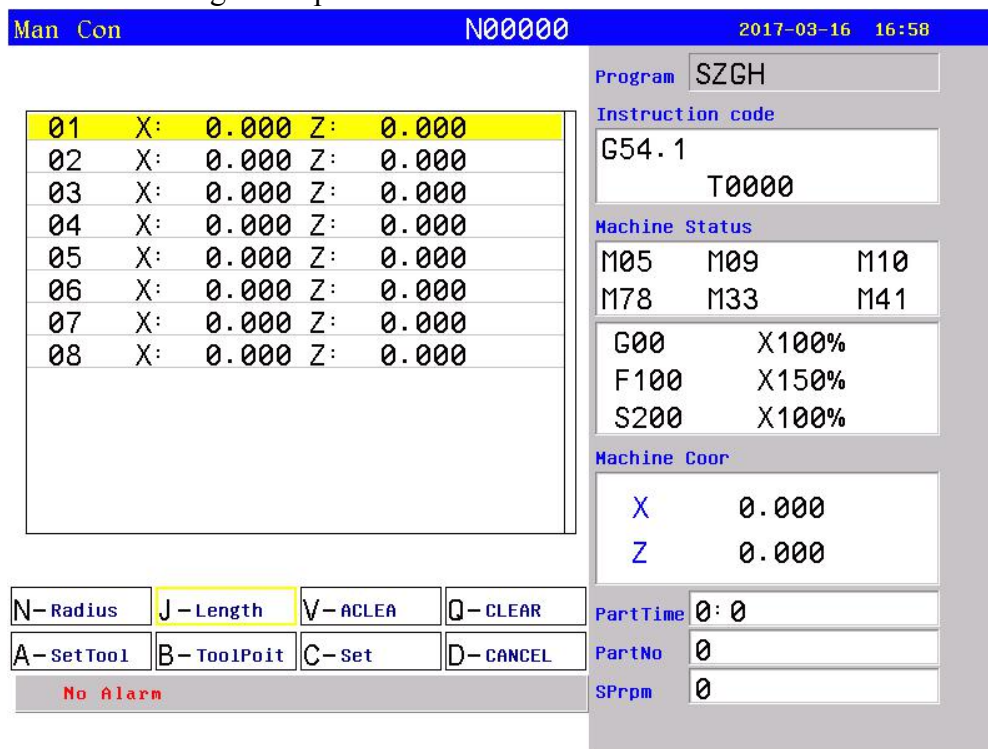 Man Con N00000 2017-03-16 16:58
01 X: 0.000 Z: 0.000
02 X: 0.000 Z: 0.000
03 X: 0.000 Z: 0.000
04 X: 0.000 Z: 0.000
05 X: 0.000 Z: 0.000
06 X: 0.000 Z: 0.000
07 X: 0.000 Z: 0.000
08 X: 0.000 Z: 0.000
N-Radius J-Length V-ACLEA Q-CLEAR
A-SetTool B-ToolPoit C-Set D-CANCEL
No Alarm
Program SZGH
Instruction code
G54.1
T0000
Machine Status
M05 M09 M10
M78 M33 M41
G00 X100%
F100 X150%
S200 X100%
Machine Coor
X 0.000
Z 0.000
PartTime 0:0
PartNo 0
SPrpm 0